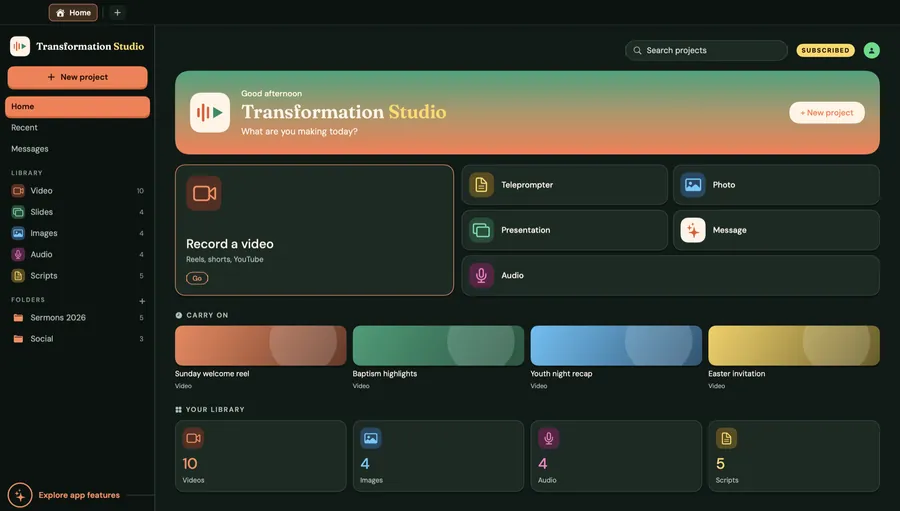 Home
+
Transformation Studio
+ New project
Home
Recent
Messages
LIBRARY
Video 10
Slides 4
Images 4
Audio 4
Scripts 5
FOLDERS +
Sermons 2026 5
Social 3
Explore app features
Search projects
SUBSCRIBED
Good afternoon
Transformation Studio
What are you making today?
+ New project
Record a video
Reels, shorts, YouTube
Go
Teleprompter
Photo
Presentation
Message
Audio
CARRY ON
Sunday welcome reel
Video
Baptism highlights
Video
Youth night recap
Video
Easter invitation
Video
YOUR LIBRARY
10
Videos
4
Images
4
Audio
5
Scripts